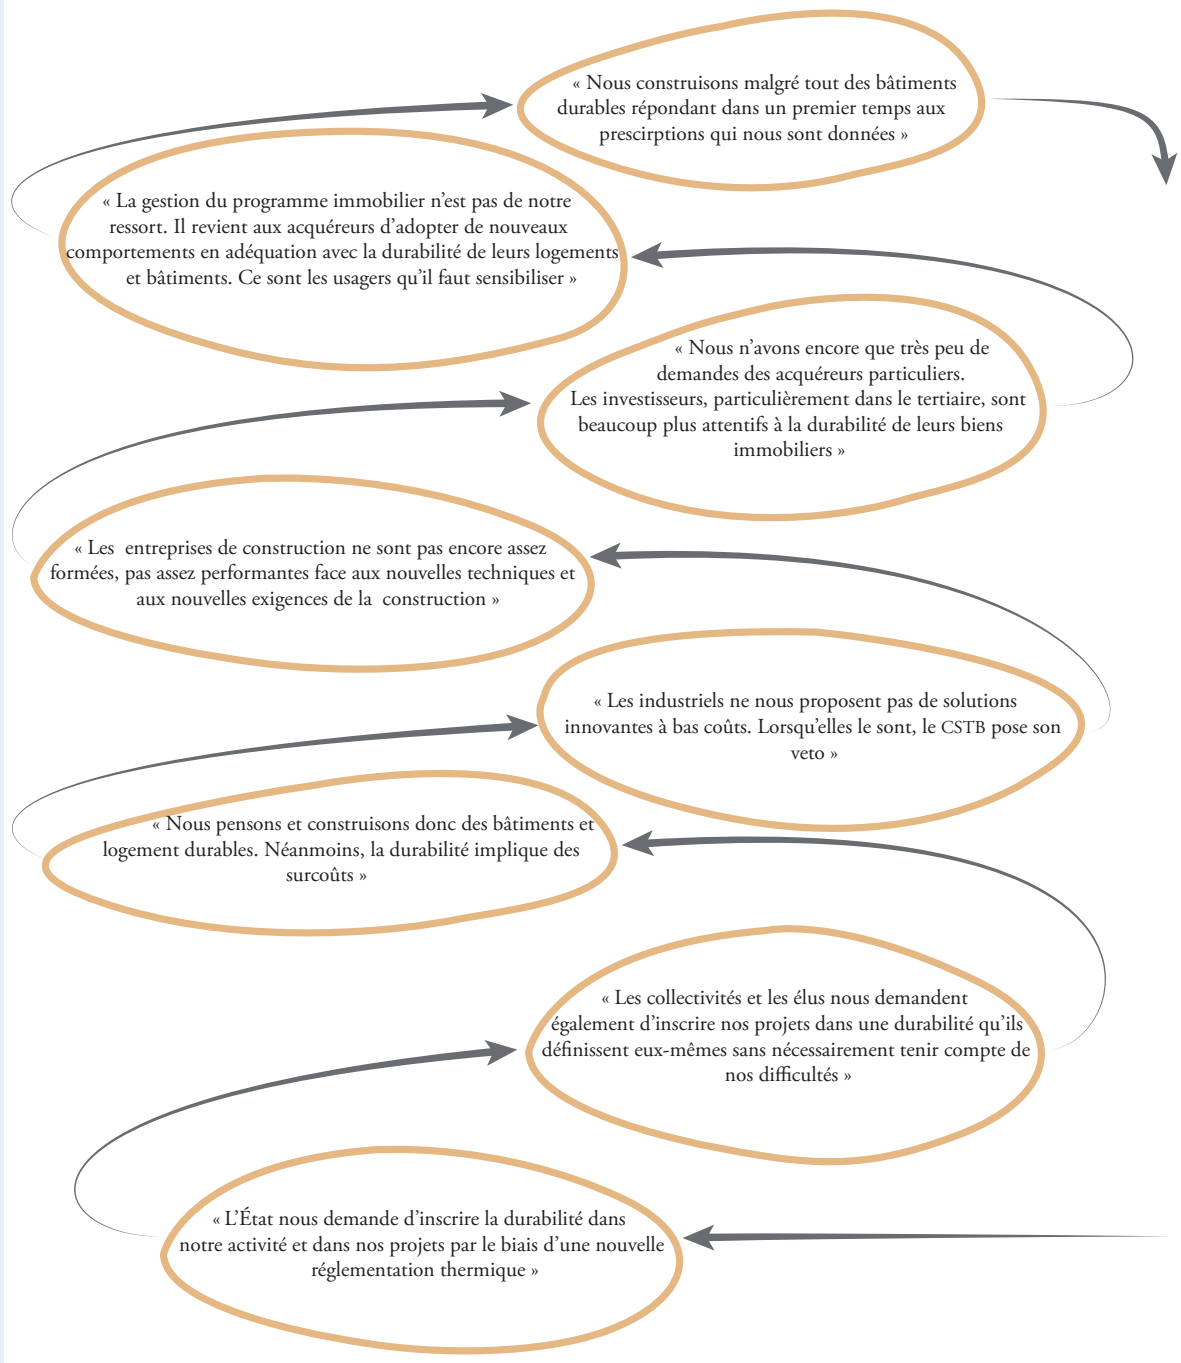 « Nous construisons malgré tout des bâtiments
durables répondant dans un premier temps aux
prescirptions qui nous sont données »
« La gestion du programme immobilier n’est pas de notre
ressort. Il revient aux acquéreurs d’adopter de nouveaux
comportements en adéquation avec la durabilité de leurs logements
et bâtiments. Ce sont les usagers qu’il faut sensibiliser »
« Nous n’avons encore que très peu de
demandes des acquéreurs particuliers.
Les investisseurs, particulièrement dans le tertiaire, sont
beaucoup plus attentifs à la durabilité de leurs biens
immobiliers »
« Les entreprises de construction ne sont pas encore assez
formées, pas assez performantes face aux nouvelles techniques et
aux nouvelles exigences de la construction »
« Les industriels ne nous proposent pas de solutions
innovantes à bas coûts. Lorsqu’elles le sont, le CSTB pose son
veto »
« Nous pensons et construisons donc des bâtiments et
logement durables. Néanmoins, la durabilité implique des
surcoûts »
« Les collectivités et les élus nous demandent
également d’inscrire nos projets dans une durabilité qu’ils
définissent eux-mêmes sans nécessairement tenir compte de
nos difficultés »
« L’État nous demande d’inscrire la durabilité dans
notre activité et dans nos projets par le biais d’une nouvelle
réglementation thermique »